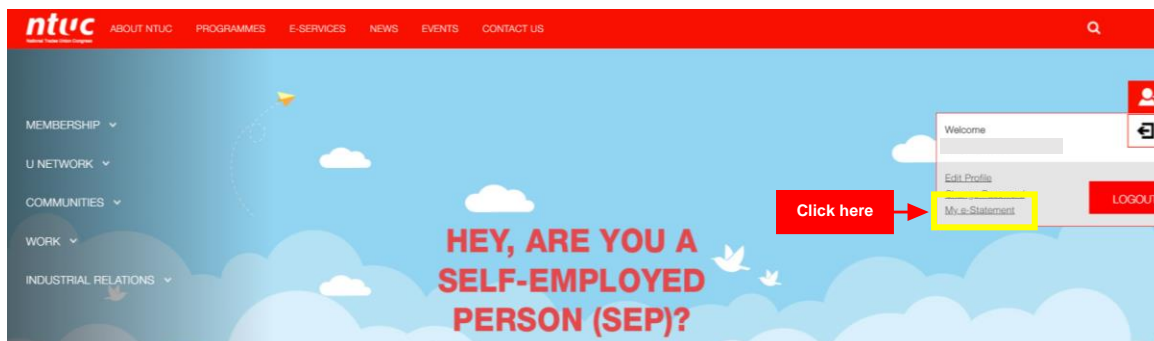 ntuc
National Trades Union Congress
ABOUT NTUC PROGRAMMES E-SERVICES NEWS EVENTS CONTACT US
MEMBERSHIP
U NETWORK
COMMUNITIES
WORK
INDUSTRIAL RELATIONS
Welcome
Edit Profile
My e-Statement
LOGOUT
Click here
HEY, ARE YOU A
SELF-EMPLOYED
PERSON (SEP)?